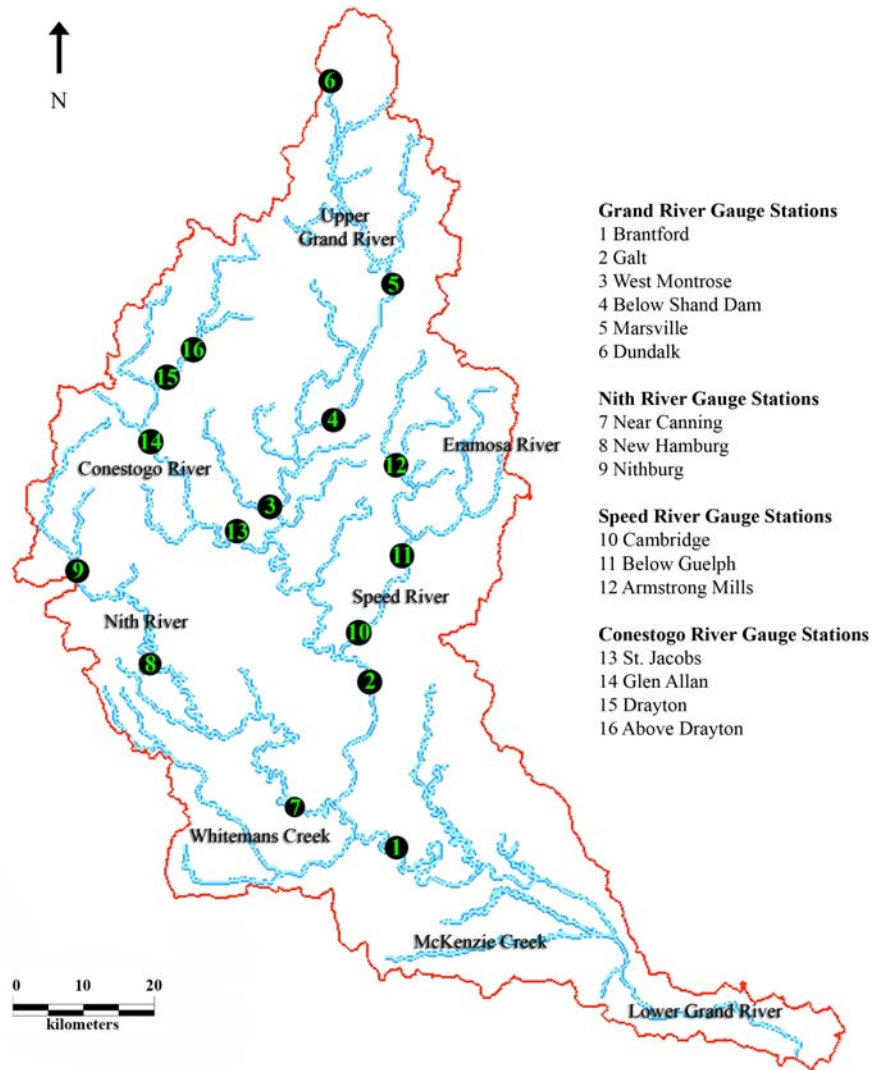 N
6
Upper
Grand River
5
16
15
4
14
Conestogo River
12
Eramosa River
3
13
11
9
Speed River
Nith River
10
8
2
7
Whitemans Creek
1
McKenzie Creek
Lower Grand River
0 10 20
kilometers
Grand River Gauge Stations
1 Brantford
2 Galt
3 West Montrose
4 Below Shand Dam
5 Marsville
6 Dundalk
Nith River Gauge Stations
7 Near Canning
8 New Hamburg
9 Nithburg
Speed River Gauge Stations
10 Cambridge
11 Below Guelph
12 Armstrong Mills
Conestogo River Gauge Stations
13 St. Jacobs
14 Glen Allan
15 Drayton
16 Above Drayton